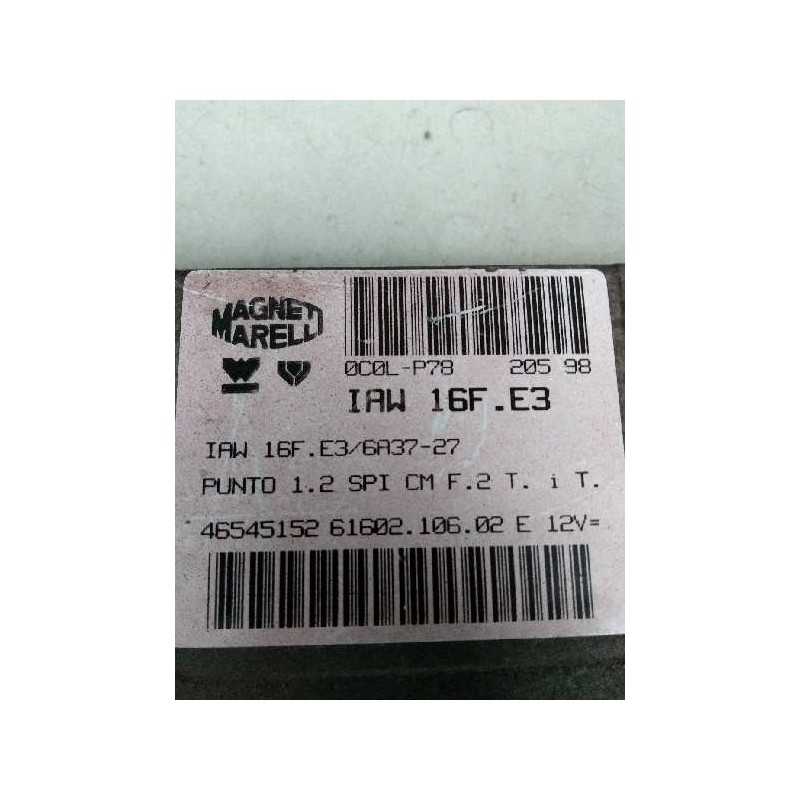 MAGNETI
MARELLI
0C0L-P78 205 98
IAW 16F.E3
IAW 16F.E3/6A37-27
PUNTO 1.2 SPI CM F.2 T. i T.
46545152 61602.106.02 E 12V=